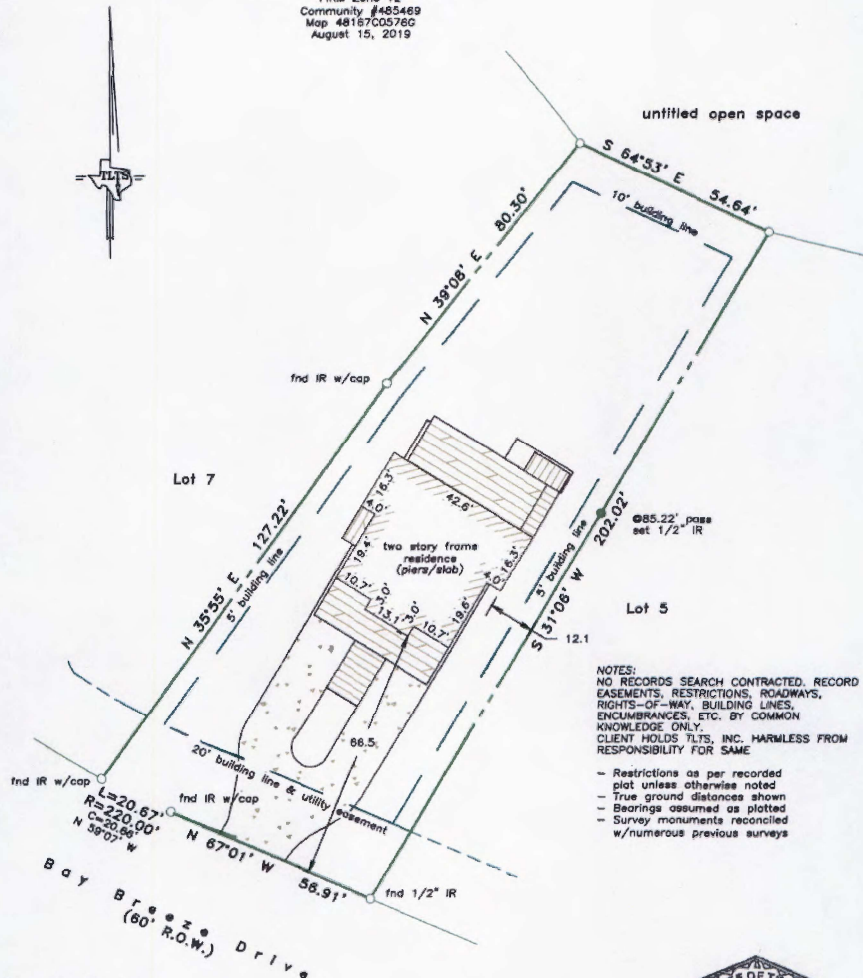 Community #485469
Map 48167C0576G
August 15, 2019
untitled open space
TLTS
S 64°53' E 54.64'
10' building line
N 39°08' E 80.30'
fnd IR w/cap
Lot 7
N 35°55' E 127.22'
5' building line
42.6'
16.3'
4.0'
19.4'
two story frame
residence
(piers/slab)
4.0'
16.3'
10.7'
3.0'
13.1'
3.0'
10.7'
19.6'
5' building line
S 31°06' W 202.02'
@85.22' pass
set 1/2" IR
Lot 5
12.1
66.5
NOTES:
NO RECORDS SEARCH CONTRACTED. RECORD
EASEMENTS, RESTRICTIONS, ROADWAYS,
RIGHTS-OF-WAY, BUILDING LINES,
ENCUMBRANCES, ETC. BY COMMON
KNOWLEDGE ONLY.
CLIENT HOLDS TLTS, INC. HARMLESS FROM
RESPONSIBILITY FOR SAME
- Restrictions as per recorded
plat unless otherwise noted
- True ground distances shown
- Bearings assumed as platted
- Survey monuments reconciled
w/numerous previous surveys
20' building line & utility easement
fnd IR w/cap
fnd IR w/cap
L=20.67'
R=220.00'
C=20.66'
N 59°07' W
N 67°01' W 56.91'
fnd 1/2" IR
Bay Breeze Drive
(60' R.O.W.)